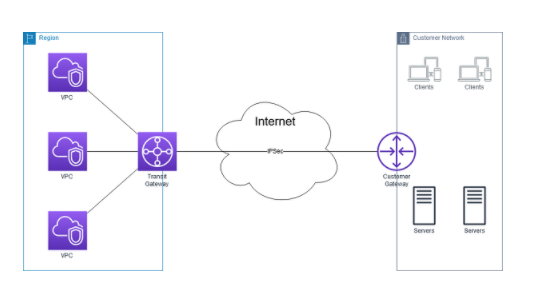 Region
Customer Network
VPC
Clients
Clients
Internet
VPC
IPSec
Transit
Gateway
Customer
Gateway
VPC
Servers
Servers